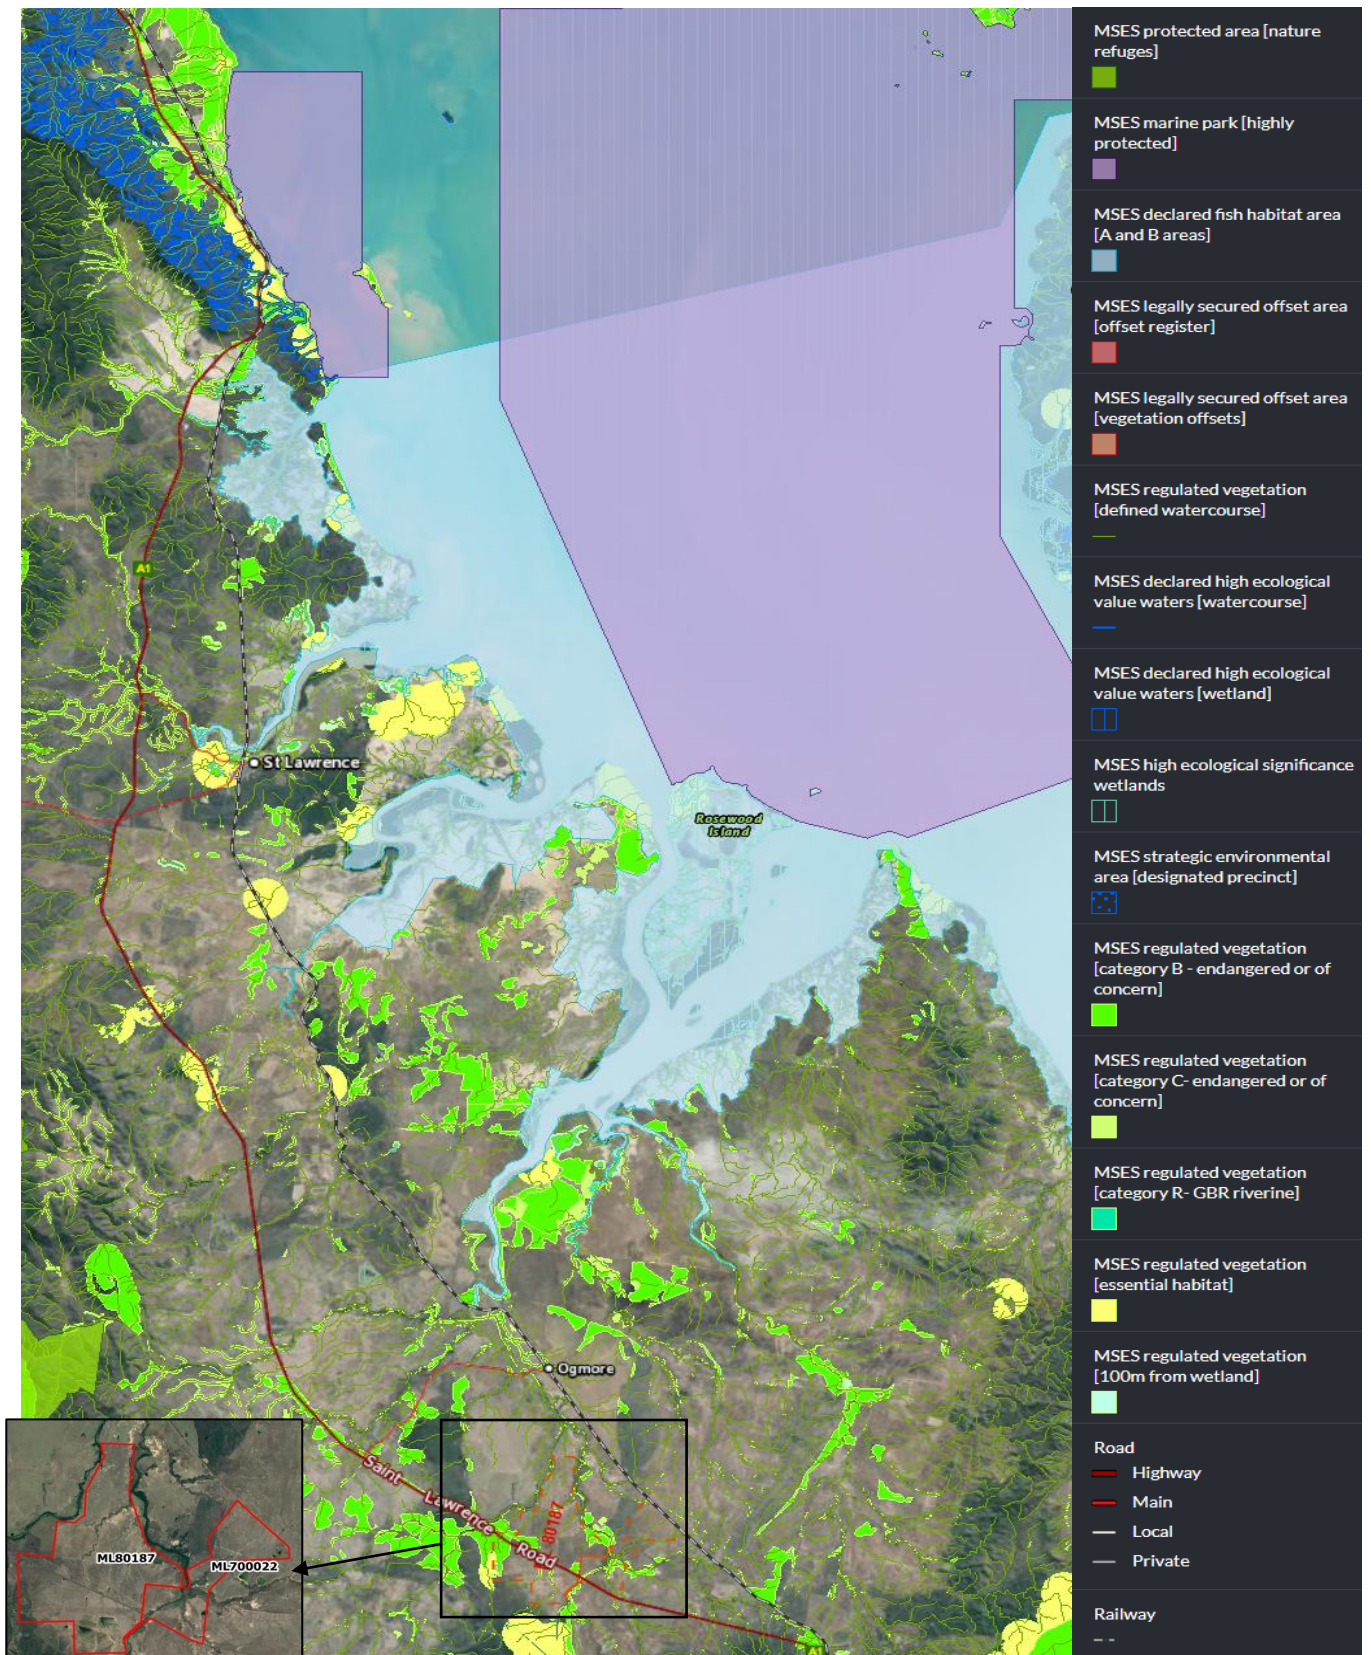 MSES protected area [nature
refuges]
MSES marine park [highly
protected]
MSES declared fish habitat area
[A and B areas]
MSES legally secured offset area
[offset register]
MSES legally secured offset area
[vegetation offsets]
MSES regulated vegetation
[defined watercourse]
MSES declared high ecological
value waters [watercourse]
MSES declared high ecological
value waters [wetland]
MSES high ecological significance
wetlands
MSES strategic environmental
area [designated precinct]
MSES regulated vegetation
[category B - endangered or of
concern]
MSES regulated vegetation
[category C- endangered or of
concern]
MSES regulated vegetation
[category R- GBR riverine]
MSES regulated vegetation
[essential habitat]
MSES regulated vegetation
[100m from wetland]
Road
Highway
Main
Local
Private
Railway
A1
St Lawrence
Rosewood
Island
Ogmore
Saint Lawrence Road
80187
ML80187
ML700022
A1